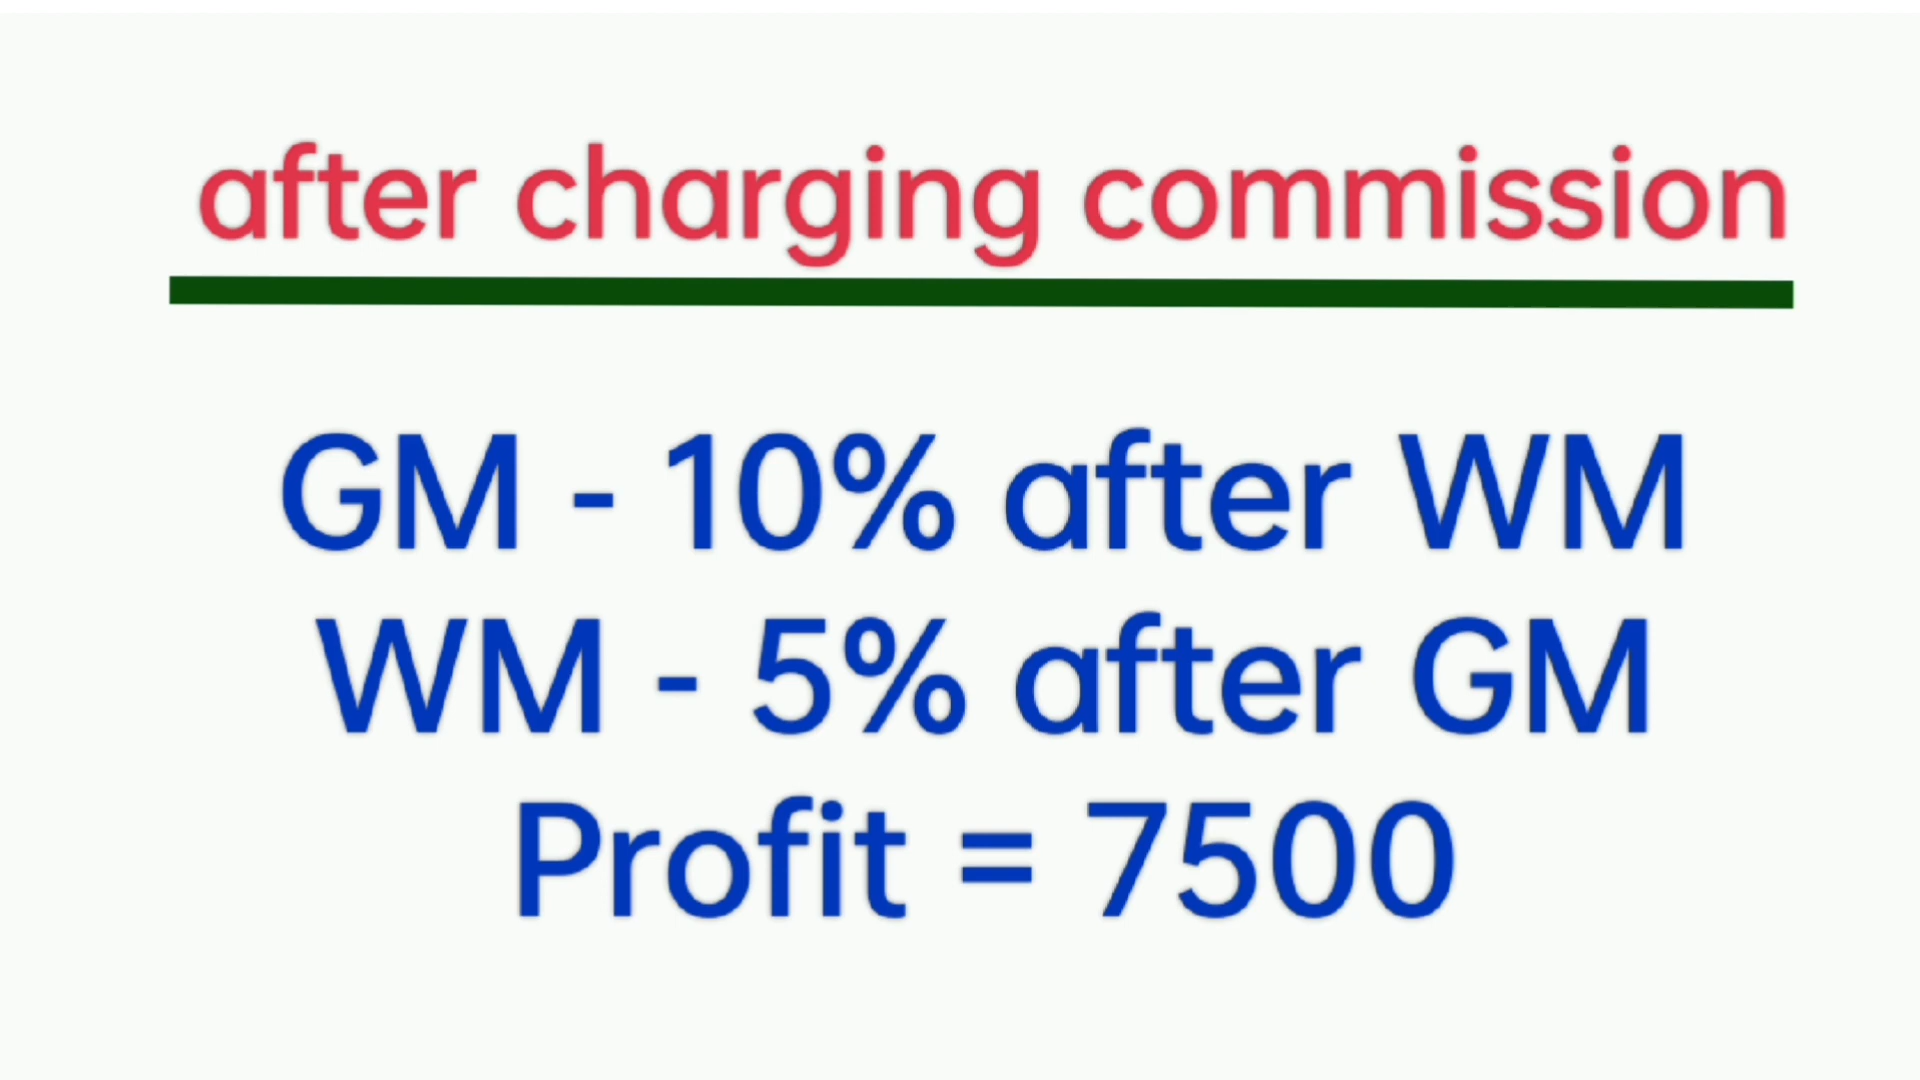 after charging commission
GM - 10% after WM
WM - 5% after GM
Profit = 7500